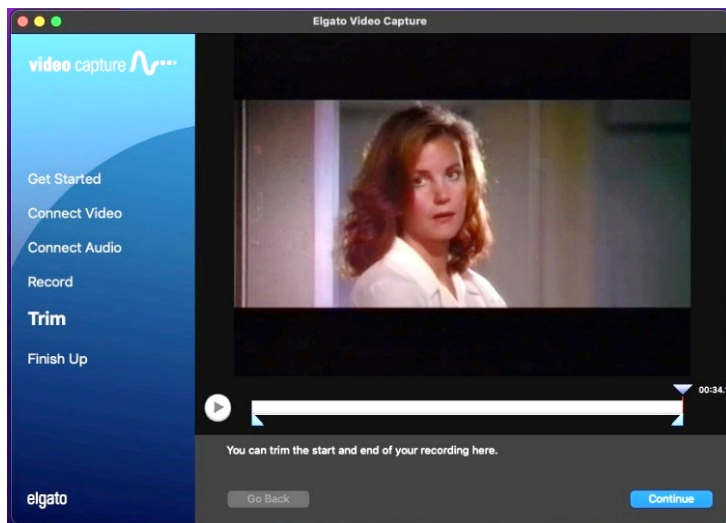 Elgato Video Capture
video capture
Get Started
Connect Video
Connect Audio
Record
Trim
Finish Up
00:34.
You can trim the start and end of your recording here.
elgato
Go Back
Continue